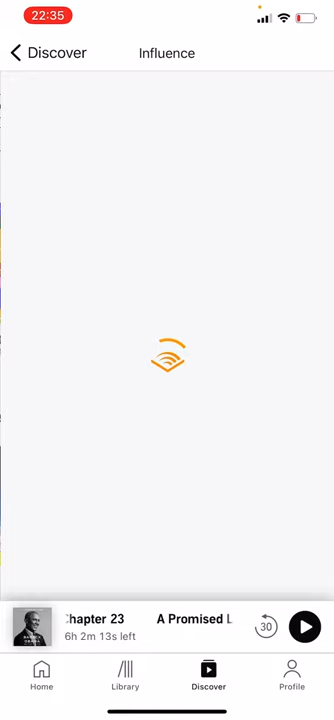 22:35
Discover
Influence
Chapter 23 A Promised L
6h 2m 13s left
30
Home
Library
Discover
Profile